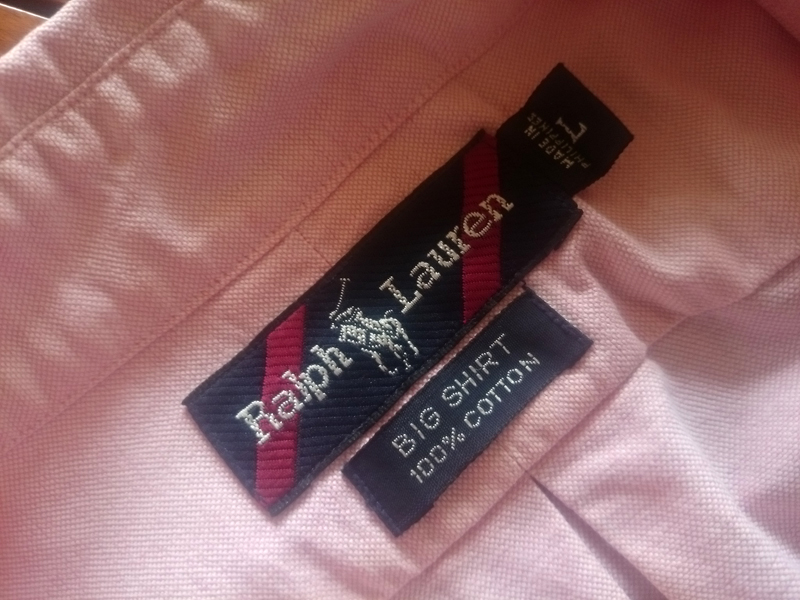 Ralph Lauren
L
MADE IN
PHILIPPINES
BIG SHIRT
100% COTTON